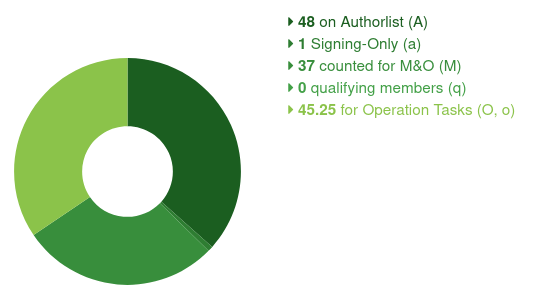 48 on Authorlist (A)
1 Signing-Only (a)
37 counted for M&O (M)
0 qualifying members (q)
45.25 for Operation Tasks (O, o)